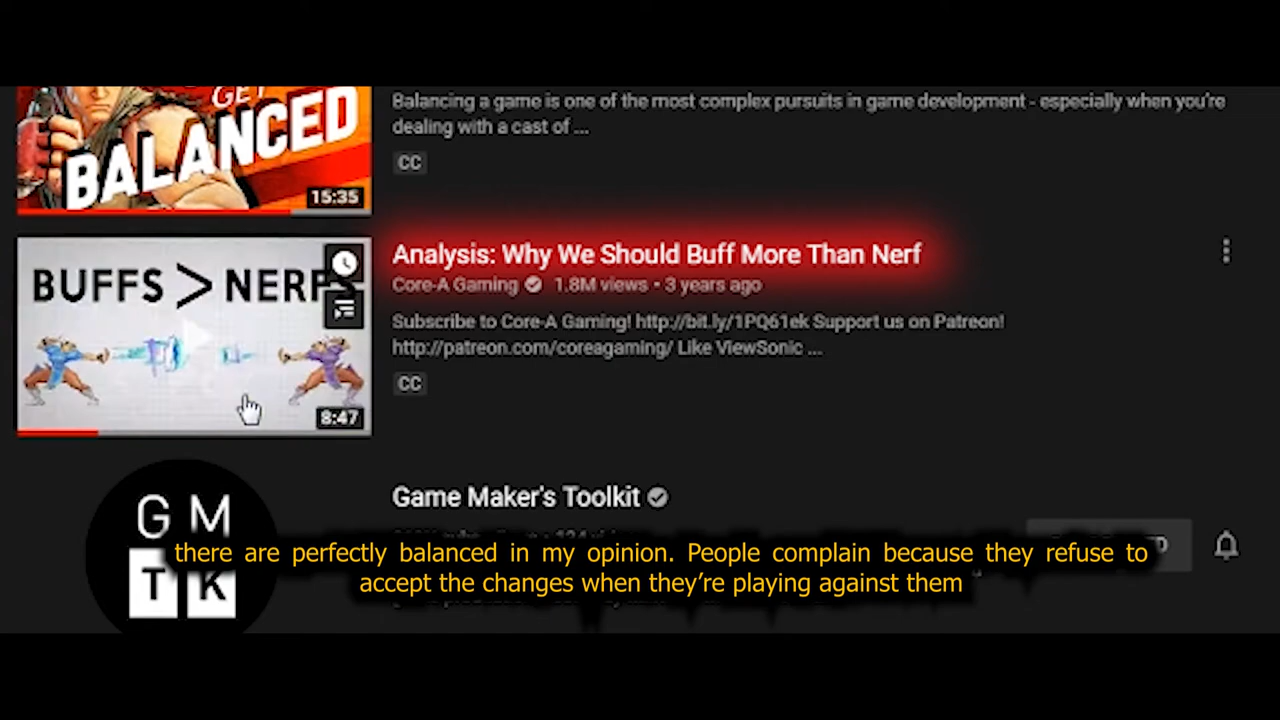 GET
BALANCED
15:35
Balancing a game is one of the most complex pursuits in game development - especially when you're
dealing with a cast of ...
CC
BUFFS > NERFS
8:47
Analysis: Why We Should Buff More Than Nerf
Core-A Gaming 1.8M views • 3 years ago
Subscribe to Core-A Gaming! http://bit.ly/1PQ61ek Support us on Patreon!
http://patreon.com/coreagaming/ Like ViewSonic ...
CC
GM
TK
Game Maker's Toolkit
there are perfectly balanced in my opinion. People complain because they refuse to
accept the changes when they’re playing against them